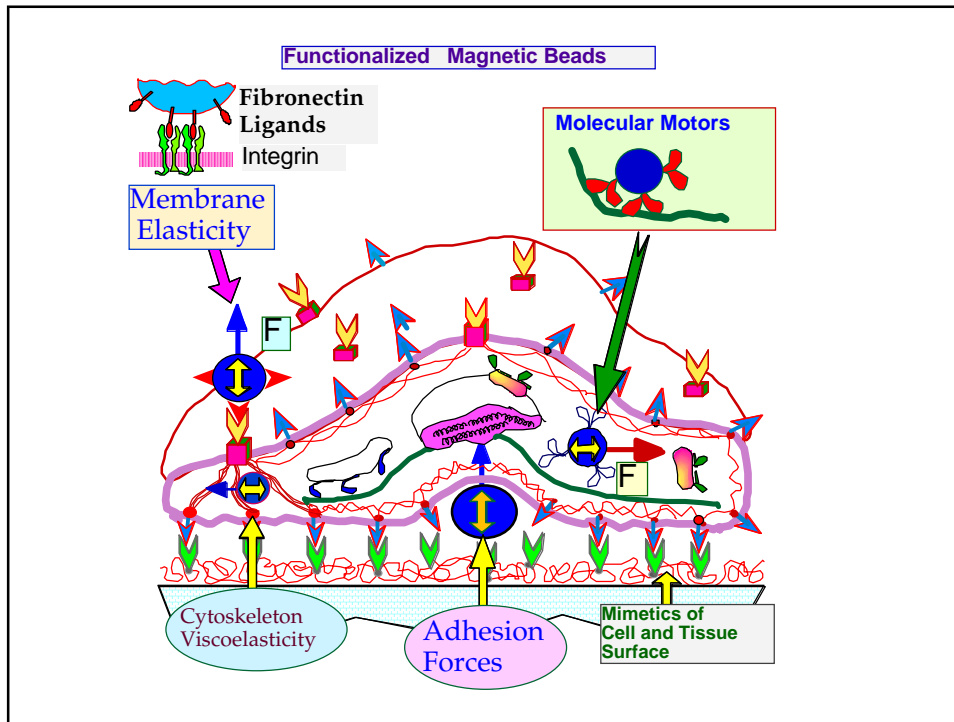 Functionalized Magnetic Beads
Fibronectin
Ligands
Integrin
Molecular Motors
Membrane
Elasticity
F
F
Cytoskeleton
Viscoelasticity
Adhesion
Forces
Mimetics of
Cell and Tissue
Surface